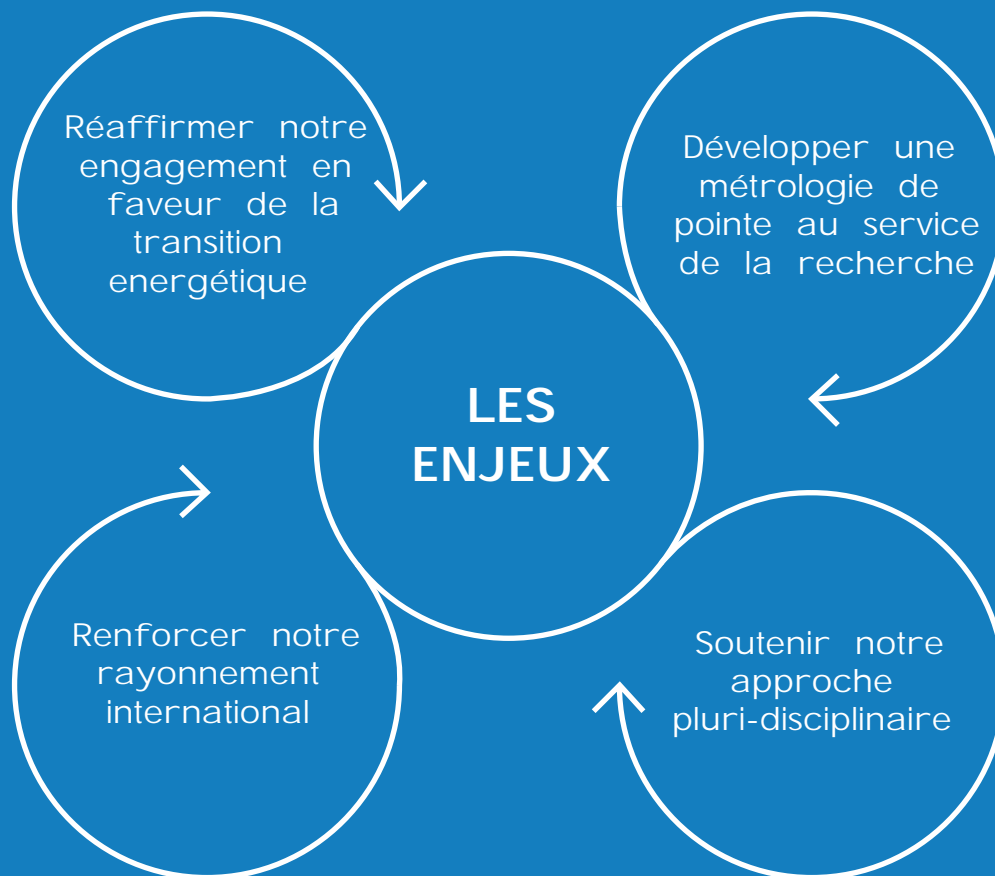 Réaffirmer notre
engagement en
faveur de la
transition
energétique
Développer une
métrologie de
pointe au service
de la recherche
LES
ENJEUX
Renforcer notre
rayonnement
international
Soutenir notre
approche
pluri-disciplinaire